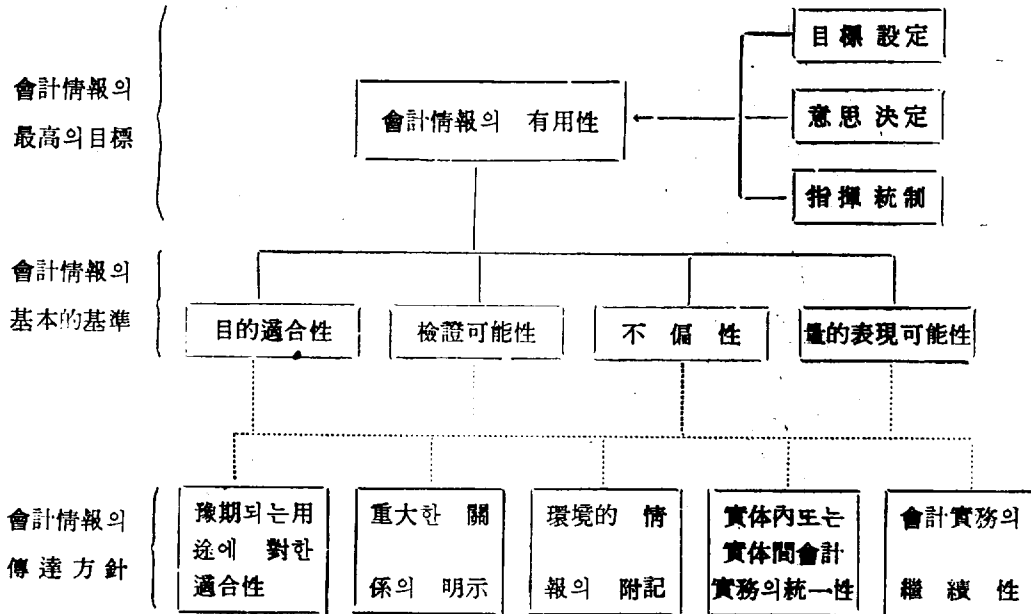 會計情報의
最高의目標
會計情報의 有用性
目標 設定
意思 決定
指揮 統制
會計情報의
基本的基準
目的適合性
檢證可能性
不 偏 性
量的表現可能性
會計情報의
傳達方針
豫期되는用
途에 對한
適合性
重大한 關
係의 明示
環境的 情
報의 附記
實体內또는
實体間會計
實務의統一性
會計實務의
繼續性